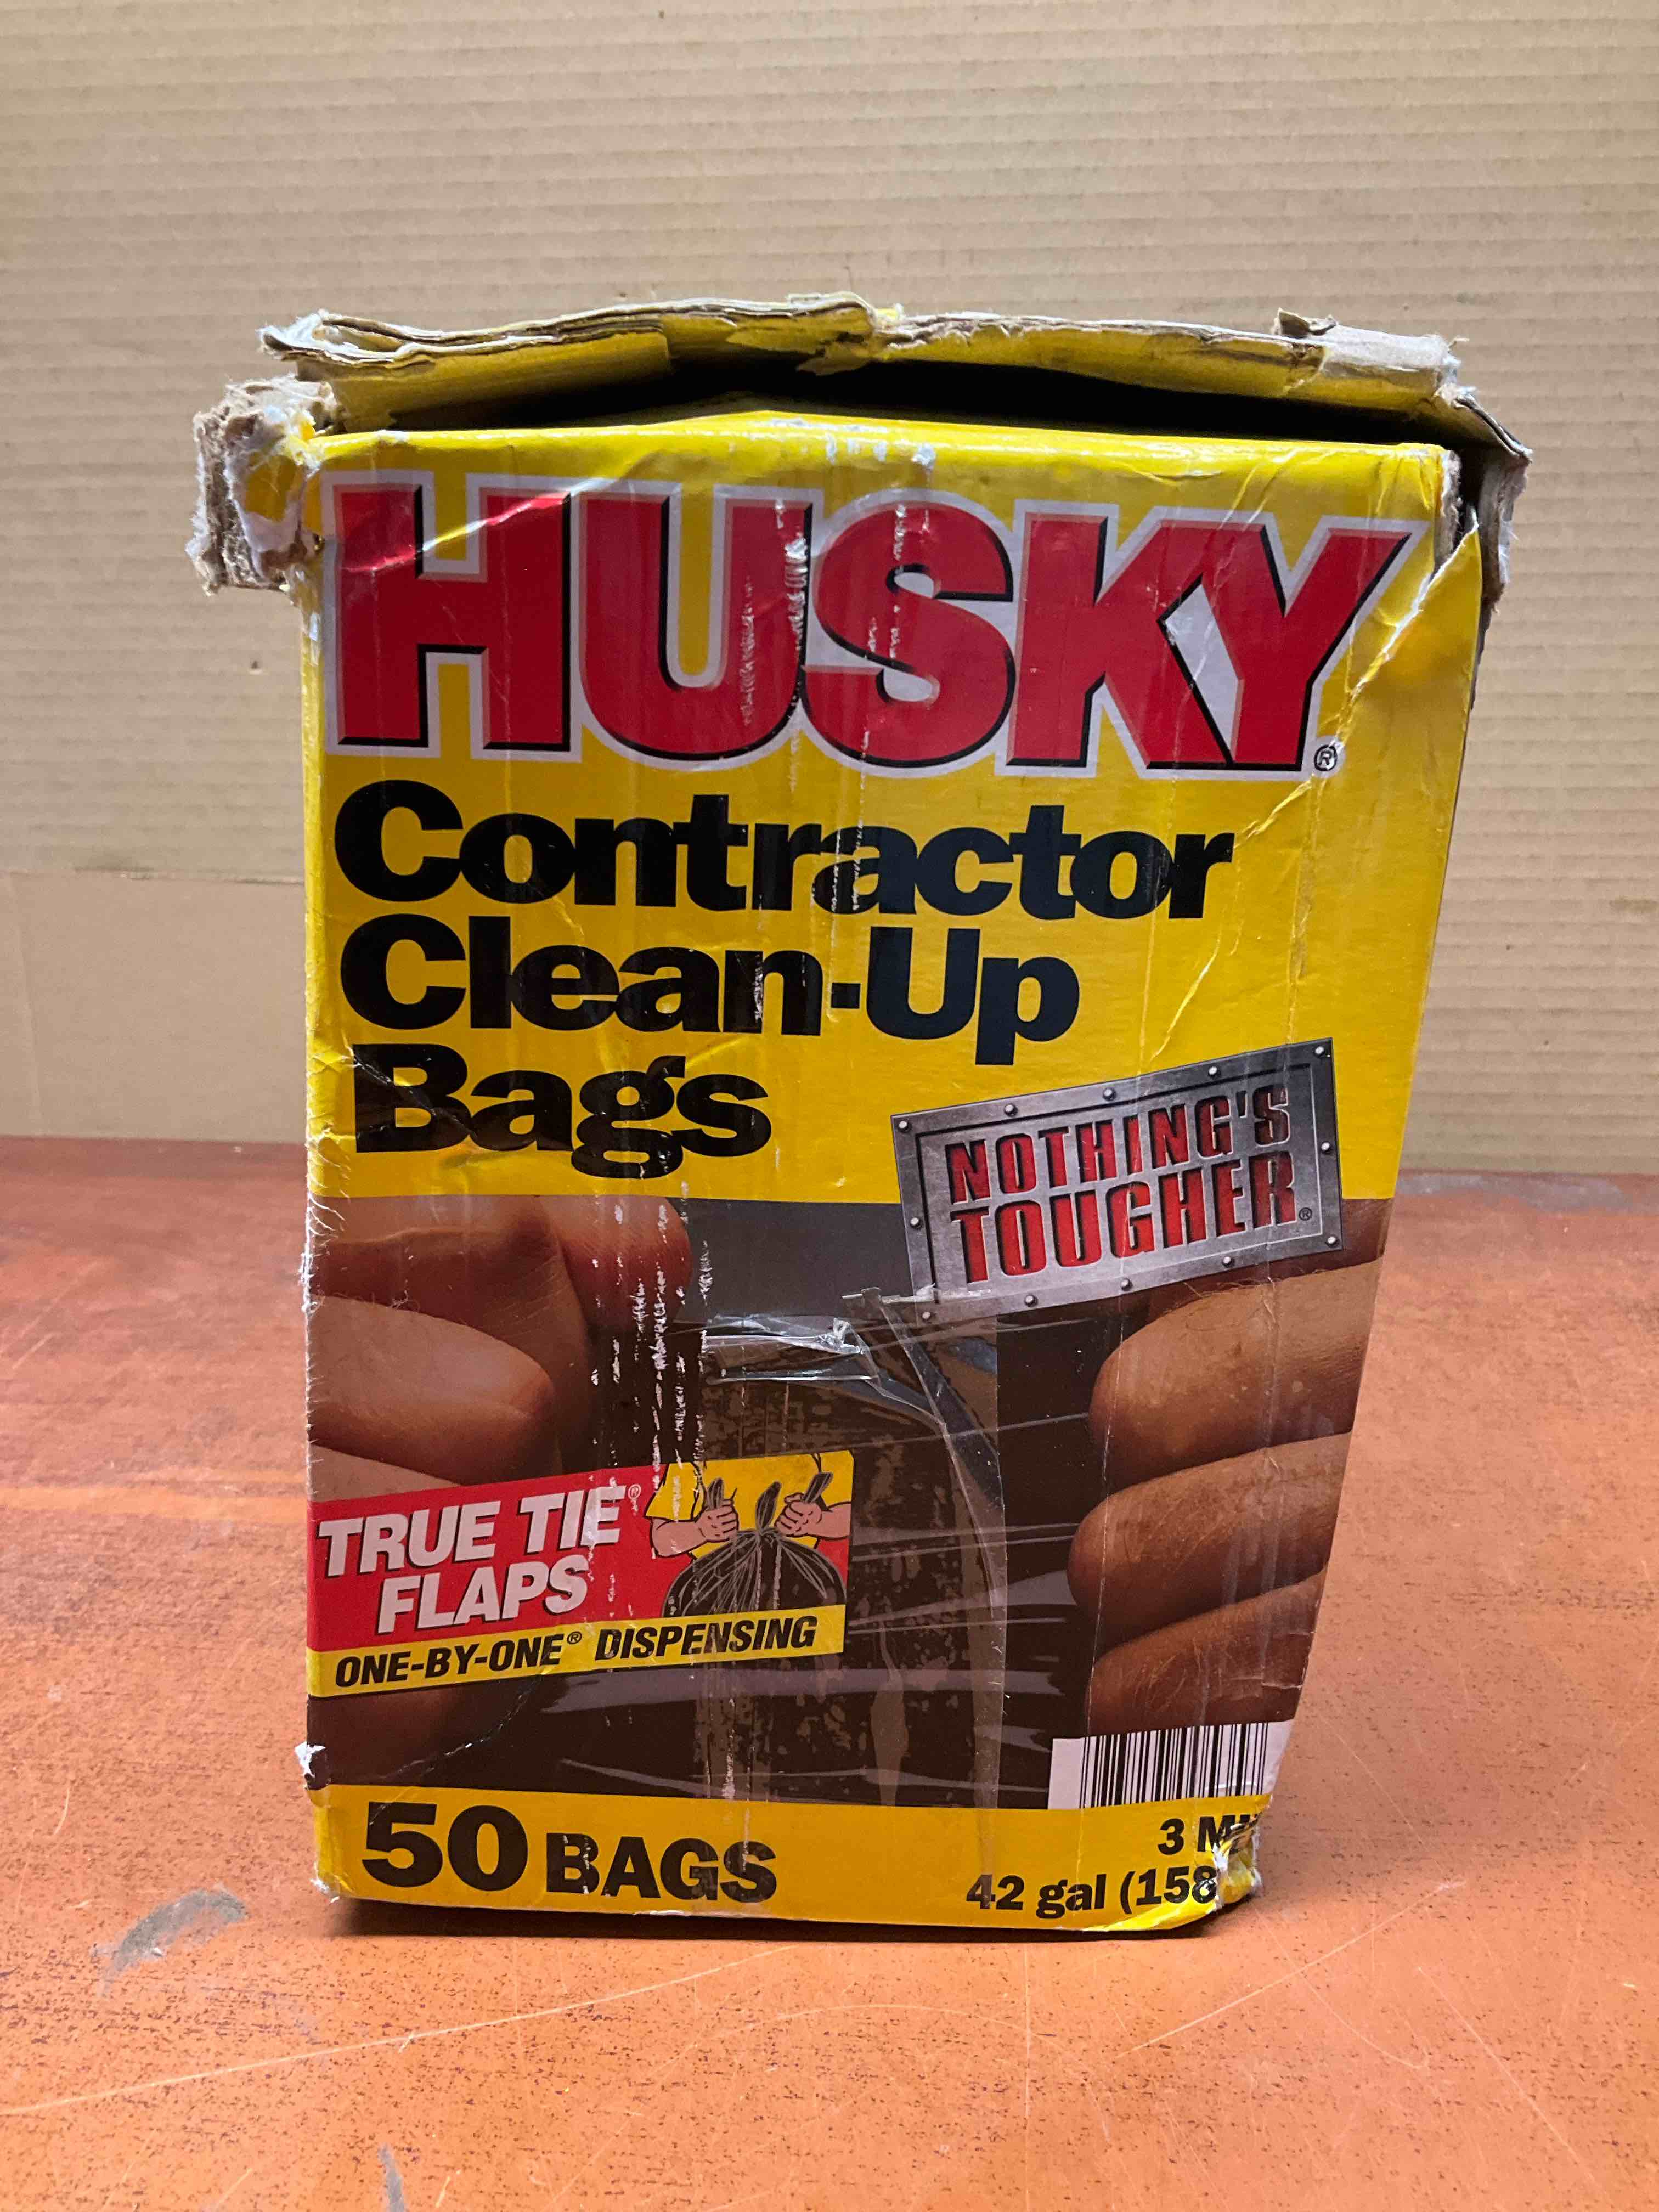 HUSKY®
Contractor
Clean-Up
Bags
NOTHING'S
TOUGHER®
TRUE TIE®
FLAPS
ONE-BY-ONE® DISPENSING
50 BAGS
3
42 gal (158